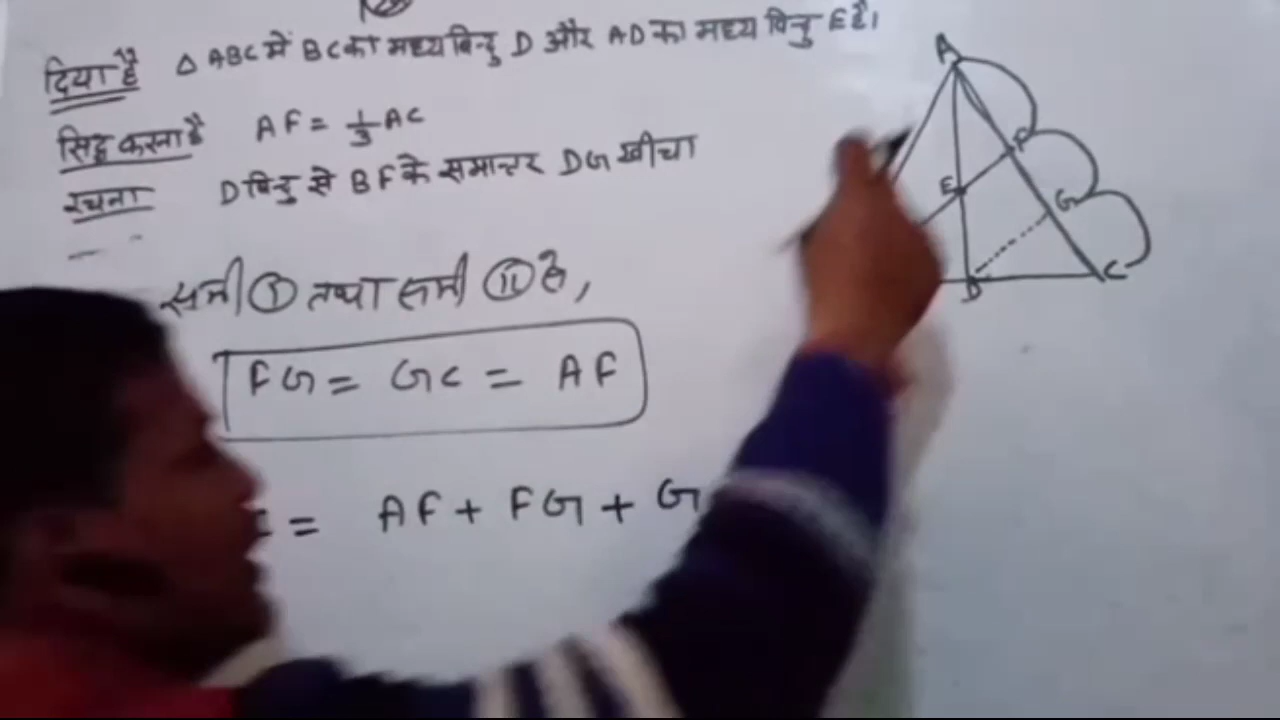 दिया है △ ABC में BC का मध्य बिन्दु D और AD का मध्य बिन्दु E है।
सिद्ध करना है AF = 1/3 AC
रचना D बिन्दु से BF के समान्तर DG खीचा
समी ① तथा समी ② से,
FG = GC = AF
= AF + FG + G
A
F
E
G
D
C